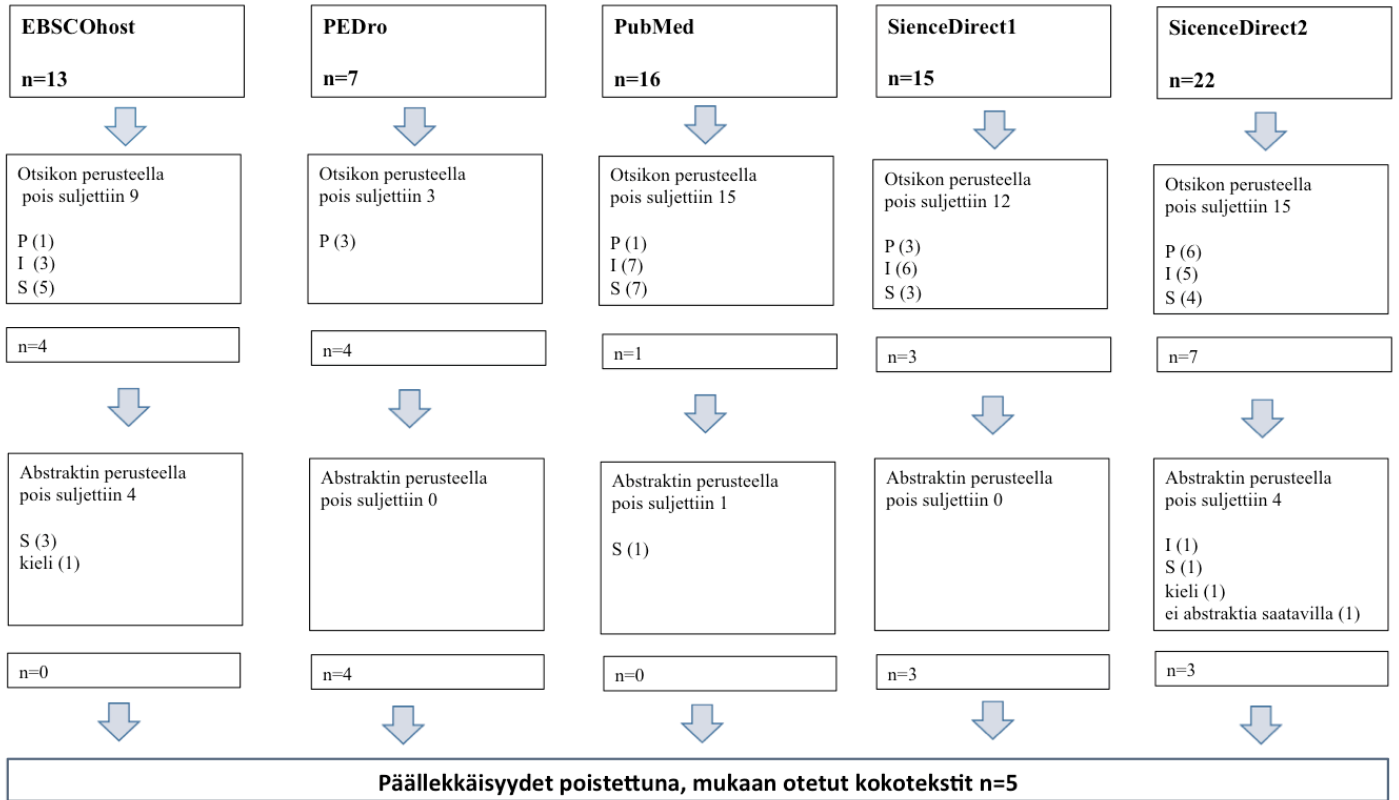 EBSCOhost
n=13
PEDro
n=7
PubMed
n=16
SienceDirect1
n=15
SicenceDirect2
n=22
Otsikon perusteella
pois suljettiin 9
P (1)
I (3)
S (5)
Otsikon perusteella
pois suljettiin 3
P (3)
Otsikon perusteella
pois suljettiin 15
P (1)
I (7)
S (7)
Otsikon perusteella
pois suljettiin 12
P (3)
I (6)
S (3)
Otsikon perusteella
pois suljettiin 15
P (6)
I (5)
S (4)
n=4
n=4
n=1
n=3
n=7
Abstraktin perusteella
pois suljettiin 4
S (3)
kieli (1)
Abstraktin perusteella
pois suljettiin 0
Abstraktin perusteella
pois suljettiin 1
S (1)
Abstraktin perusteella
pois suljettiin 0
Abstraktin perusteella
pois suljettiin 4
I (1)
S (1)
kieli (1)
ei abstraktia saatavilla (1)
n=0
n=4
n=0
n=3
n=3
Päällekkäisyydet poistettuna, mukaan otetut kokotekstit n=5